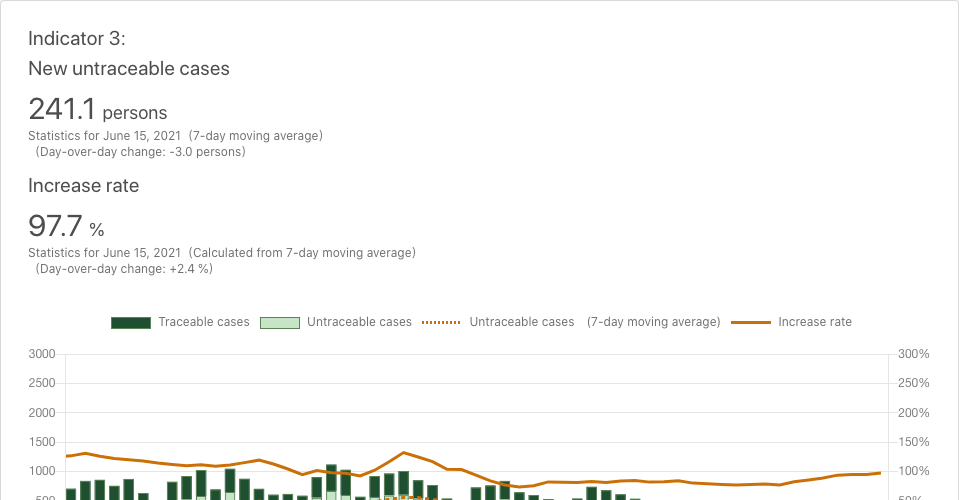 Indicator 3:
New untraceable cases
241.1 persons
Statistics for June 15, 2021 (7-day moving average)
(Day-over-day change: -3.0 persons)
Increase rate
97.7 %
Statistics for June 15, 2021 (Calculated from 7-day moving average)
(Day-over-day change: +2.4 %)
Traceable cases Untraceable cases Untraceable cases (7-day moving average) Increase rate
3000 300%
2500 250%
2000 200%
1500 150%
1000 100%
500 50%